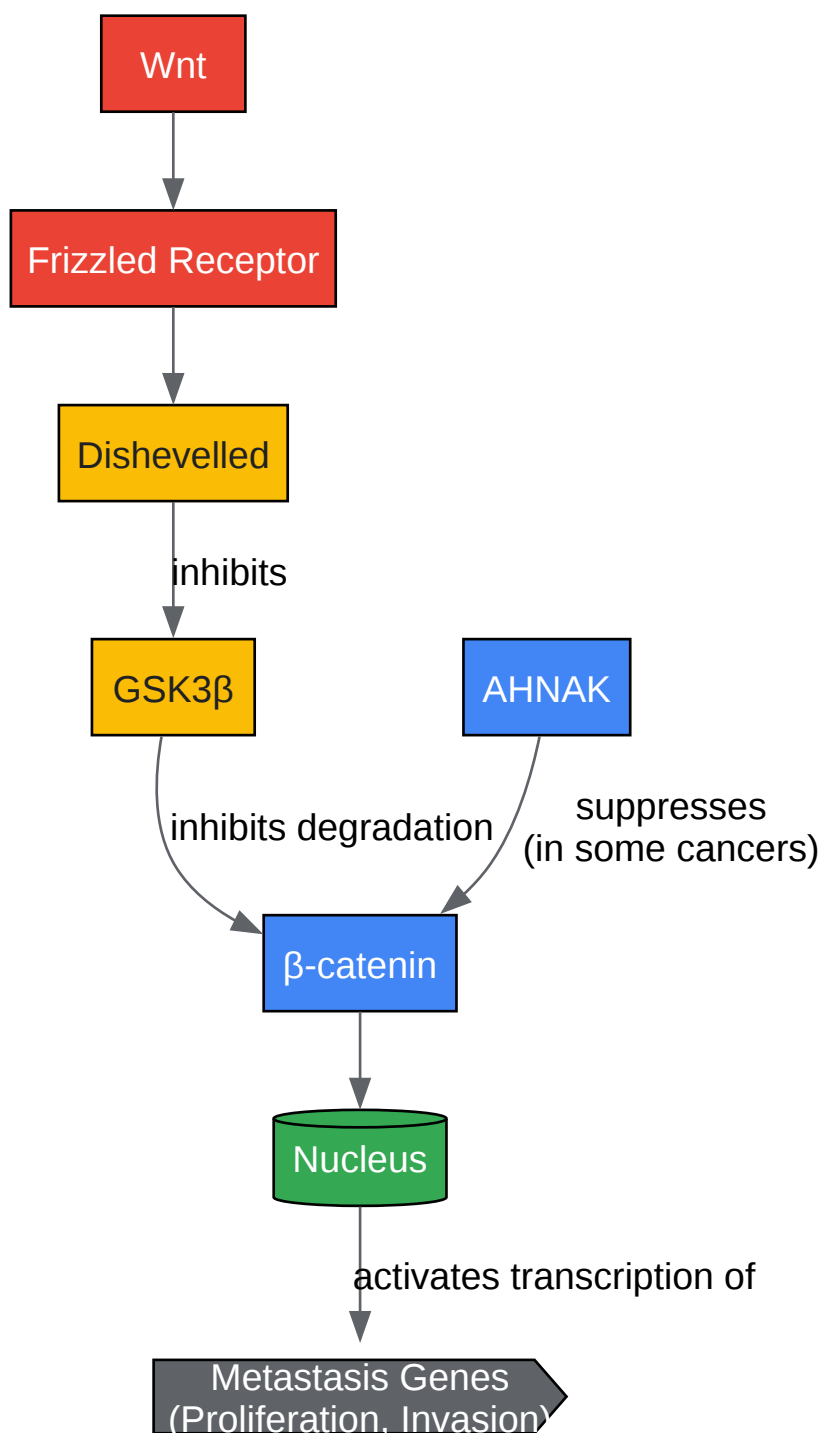 Wnt
Frizzled Receptor
Dishevelled
inhibits
GSK3β
AHNAK
inhibits degradation
suppresses
(in some cancers)
β-catenin
Nucleus
activates transcription of
Metastasis Genes
(Proliferation, Invasion)